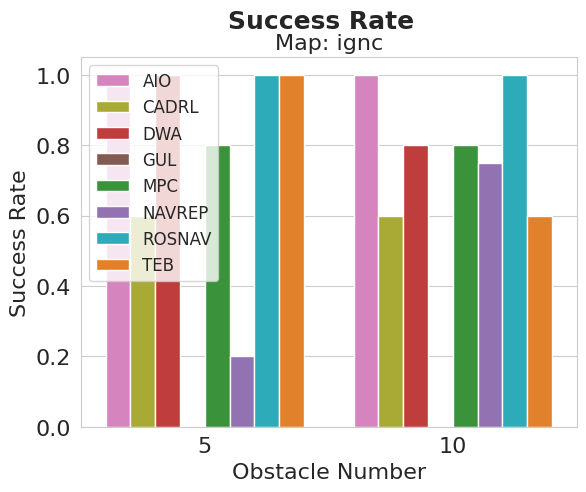 Success Rate
Map: ignc
1.0
0.8
0.6
0.4
0.2
0.0
Success Rate
AIO
CADRL
DWA
GUL
MPC
NAVREP
ROSNAV
TEB
5
10
Obstacle Number